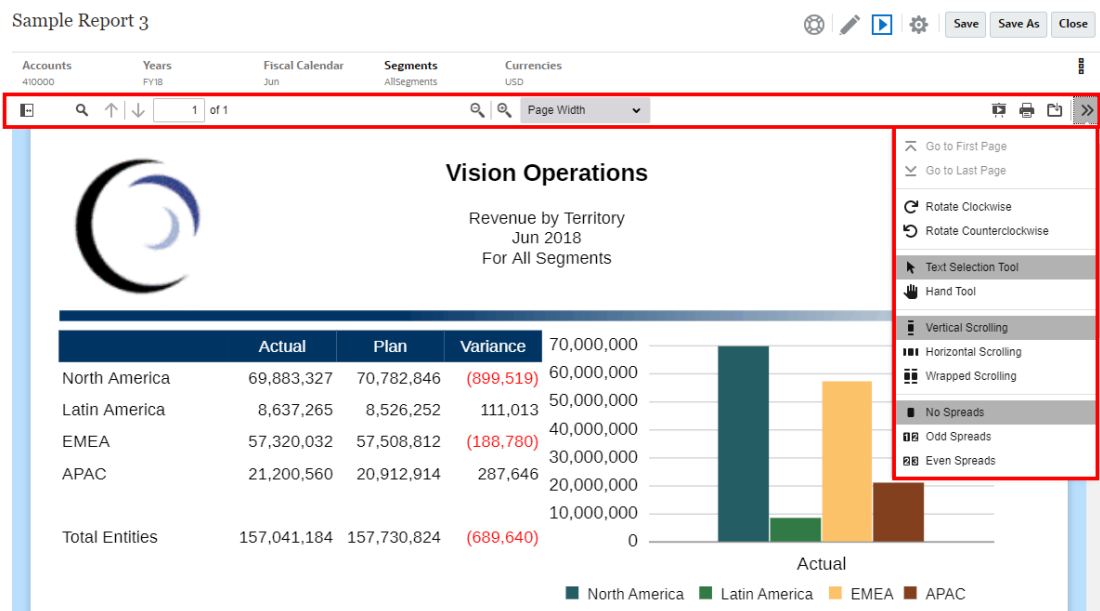 Sample Report 3
Save Save As Close
Accounts Years Fiscal Calendar Segments Currencies
410000 FY18 Jun AllSegments USD
1 of 1 Page Width
Go to First Page
Go to Last Page
Rotate Clockwise
Rotate Counterclockwise
Text Selection Tool
Hand Tool
Vertical Scrolling
Horizontal Scrolling
Wrapped Scrolling
No Spreads
Odd Spreads
Even Spreads
Vision Operations
Revenue by Territory
Jun 2018
For All Segments
Actual Plan Variance
North America 69,883,327 70,782,846 (899,519)
Latin America 8,637,265 8,526,252 111,013
EMEA 57,320,032 57,508,812 (188,780)
APAC 21,200,560 20,912,914 287,646
Total Entities 157,041,184 157,730,824 (689,640)
70,000,000
60,000,000
50,000,000
40,000,000
30,000,000
20,000,000
10,000,000
0
Actual
North America Latin America EMEA APAC